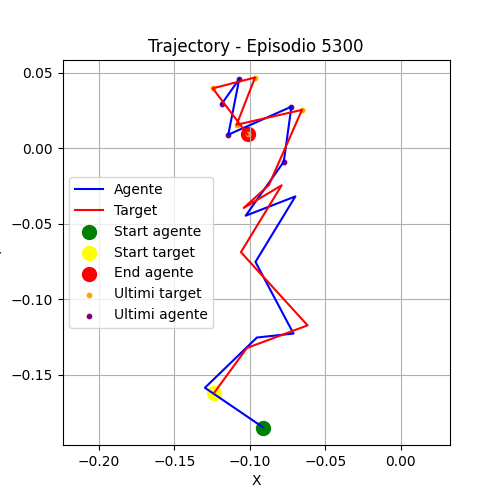 Trajectory - Episodio 5300
0.05
0.00
−0.05
−0.10
−0.15
Agente
Target
Start agente
Start target
End agente
Ultimi target
Ultimi agente
−0.20
−0.15
−0.10
−0.05
0.00
X